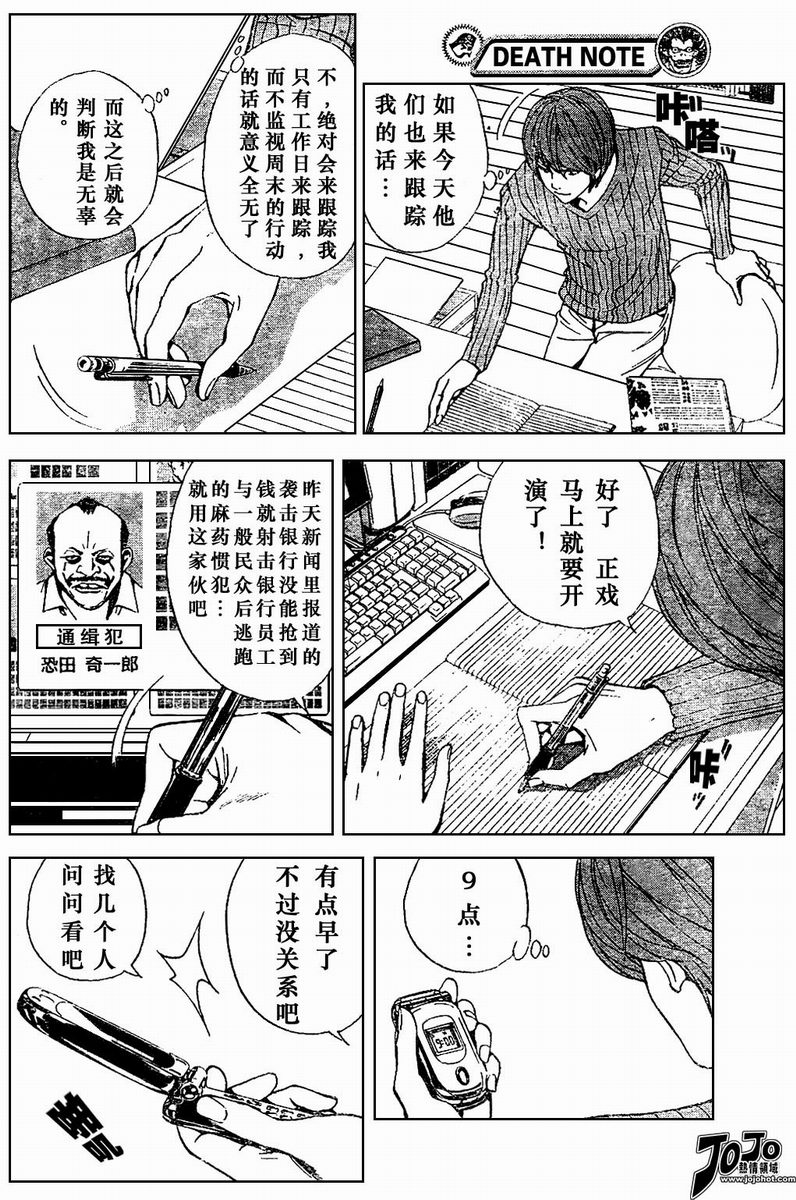 DEATH NOTE
如果今天他
们也来跟踪
我的话…
咔嗒
不，绝对会来跟踪我
只有工作日来跟踪，
而不监视周末的行动
的话就意义全无了
而这之后就会
判断我是无辜
的。
好了 正戏
马上就要开
演了！
咔
昨天新闻里报道的
袭击银行没能抢到
钱就射击银行员工
与一般民众后逃跑
的麻药惯犯…
就用这家伙吧
通缉犯
恐田 奇一郎
9点…
9:00
有点早了
不过没关系吧
找几个人
问问看吧
JOJO
热情领域
www.jojohot.com